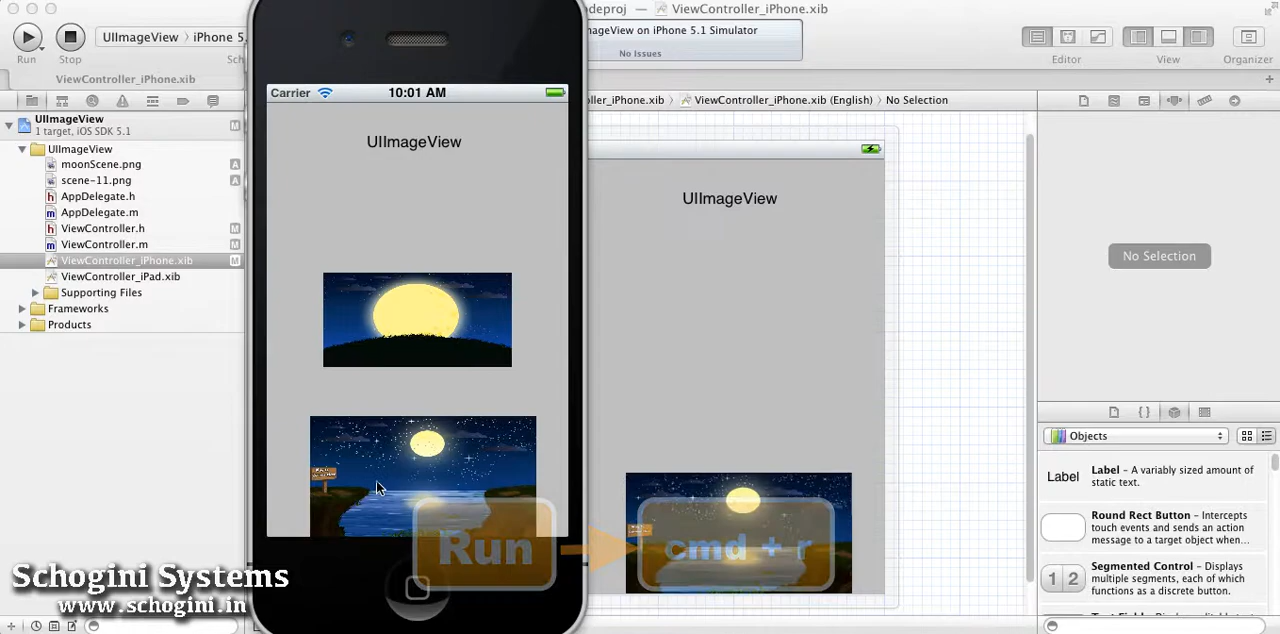 deproj
ViewController_iPhone.xib
UIImageView
iPhone 5.
ImageView on iPhone 5.1 Simulator
No Issues
Run
Stop
Sch
Editor
View
Organizer
ViewController_iPhone.xib
Carrier
10:01 AM
ller_iPhone.xib
ViewController_iPhone.xib (English)
No Selection
UIImageView
1 target, iOS SDK 5.1
M
UIImageView
moonScene.png
A
scene-11.png
A
AppDelegate.h
AppDelegate.m
ViewController.h
M
ViewController.m
M
ViewController_iPhone.xib
M
ViewController_iPad.xib
Supporting Files
Frameworks
Products
UIImageView
UIImageView
No Selection
Objects
Label
Label – A variably sized amount of
static text.
Round Rect Button – Intercepts
touch events and sends an action
message to a target object when...
1 2
Segmented Control – Displays
multiple segments, each of which
functions as a discrete button.
Run
cmd + r
Schogini Systems
www.schogini.in